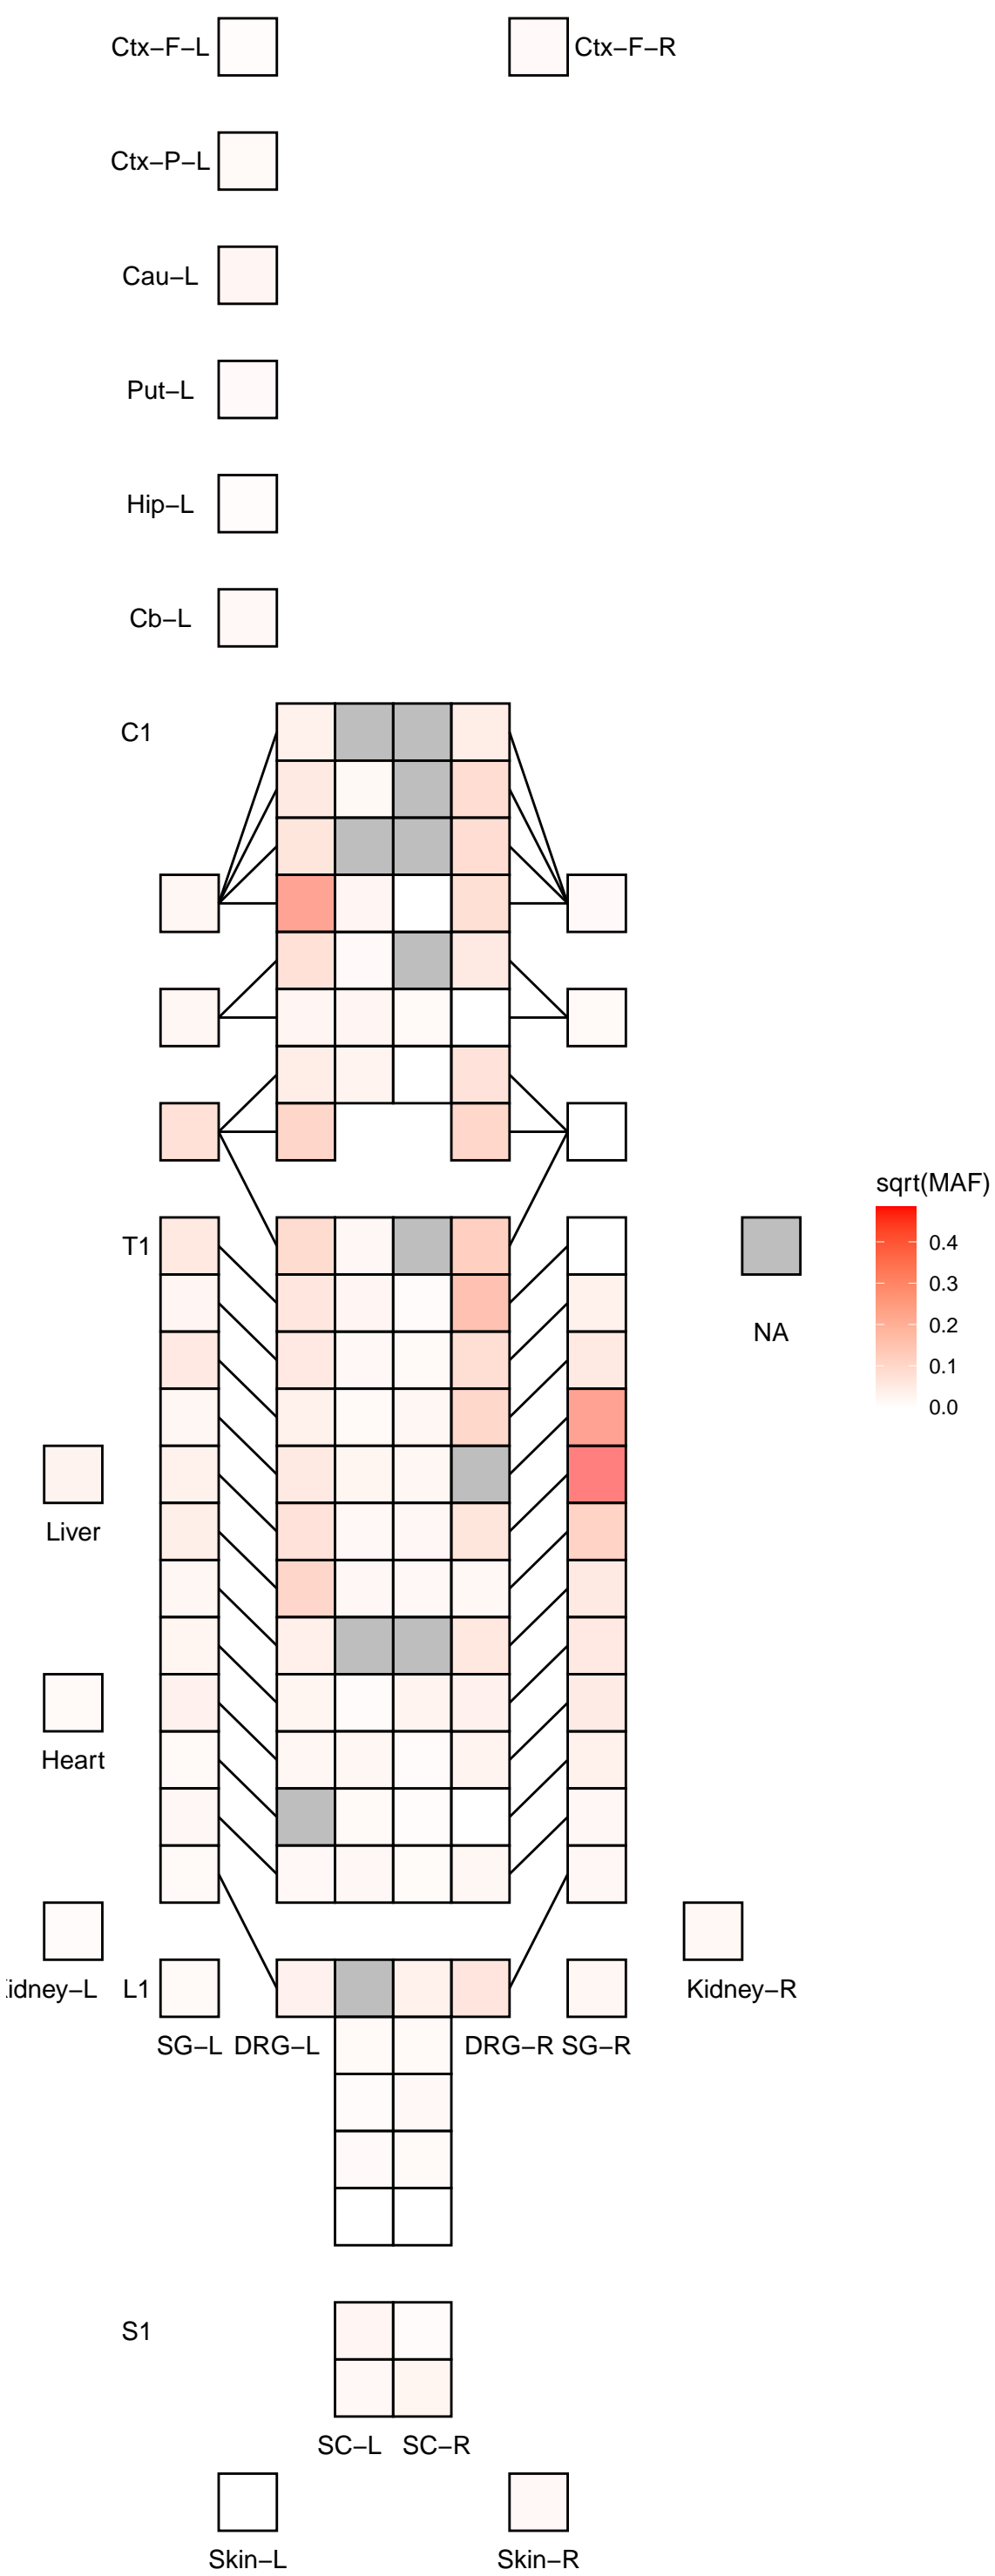 Ctx−F−L
Ctx−F−R
Ctx−P−L
Cau−L
Put−L
Hip−L
Cb−L
C1
sqrt(MAF)
T1
0.4
0.3
NA
0.2
0.1
0.0
Liver
Heart
idney−L
L1
Kidney−R
SG−L
DRG−L
DRG−R
SG−R
S1
SC−L
SC−R
Skin−L
Skin−R